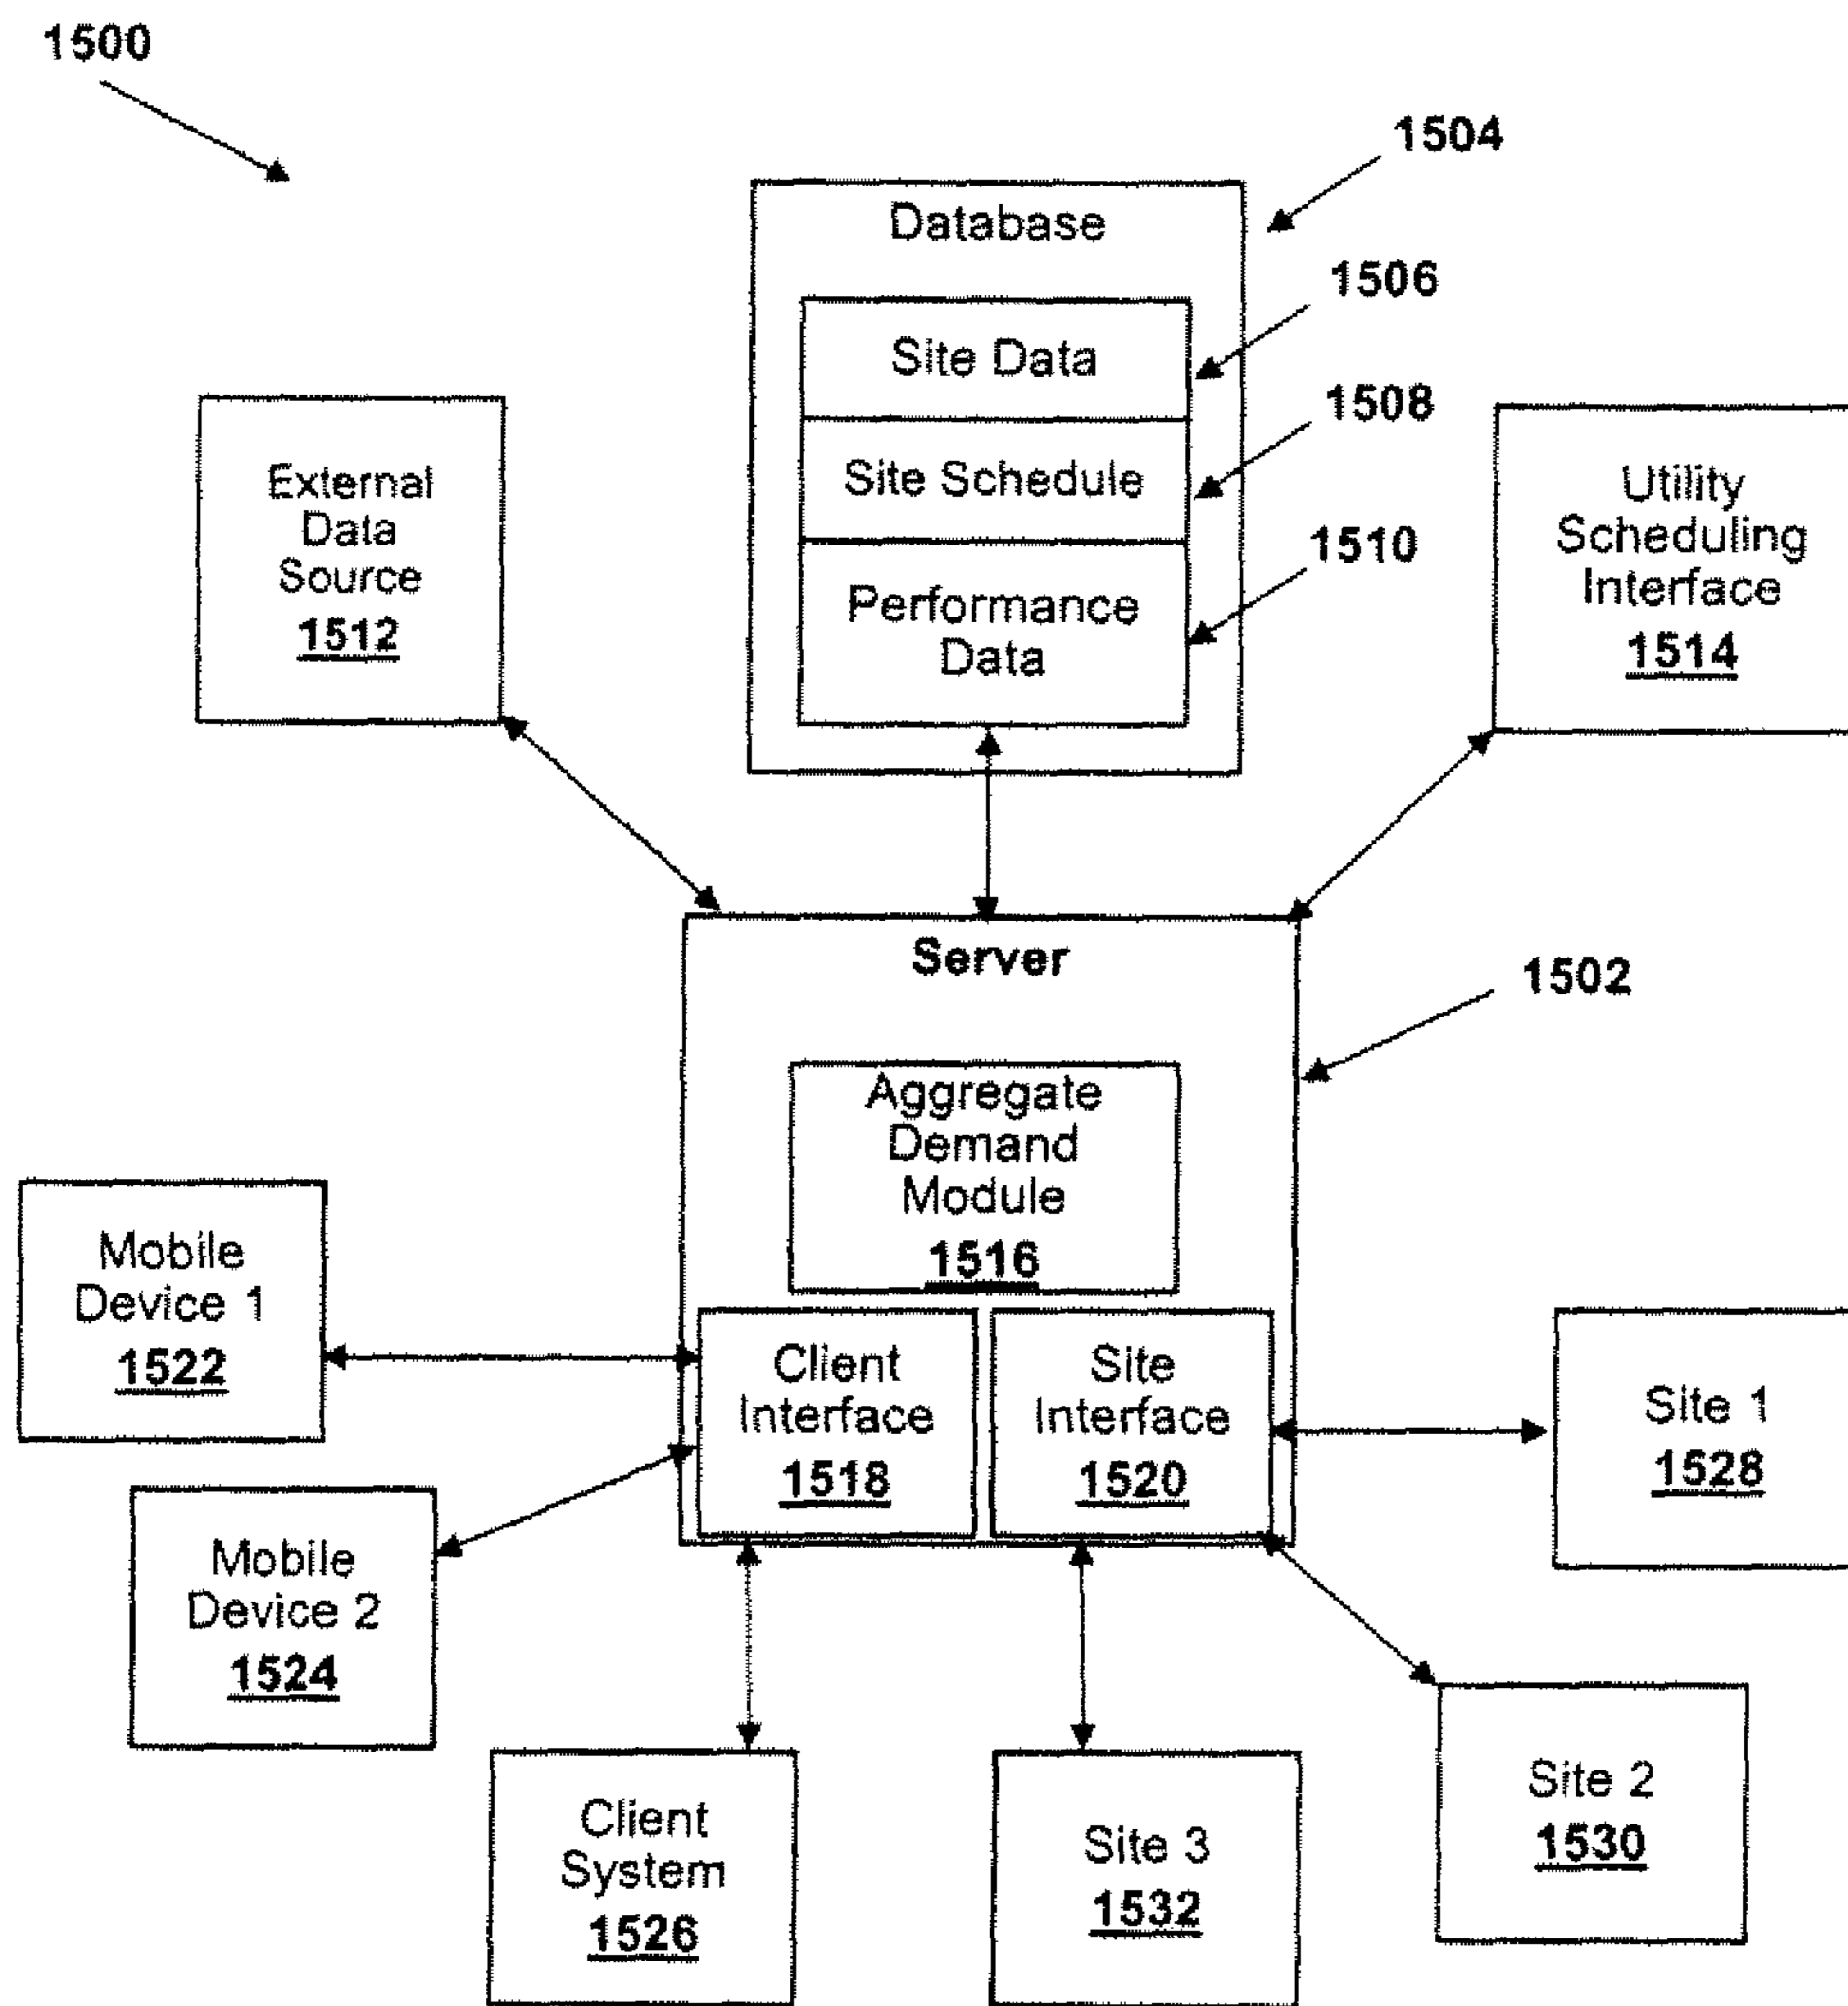 1500
1504
Database
1506
Site Data
1508
Site Schedule
1510
Performance
Data
External
Data
Source
1512
Utility
Scheduling
Interface
1514
Server
1502
Aggregate
Demand
Module
1516
Mobile
Device 1
1522
Client
Interface
1518
Site
Interface
1520
Site 1
1528
Mobile
Device 2
1524
Client
System
1526
Site 3
1532
Site 2
1530